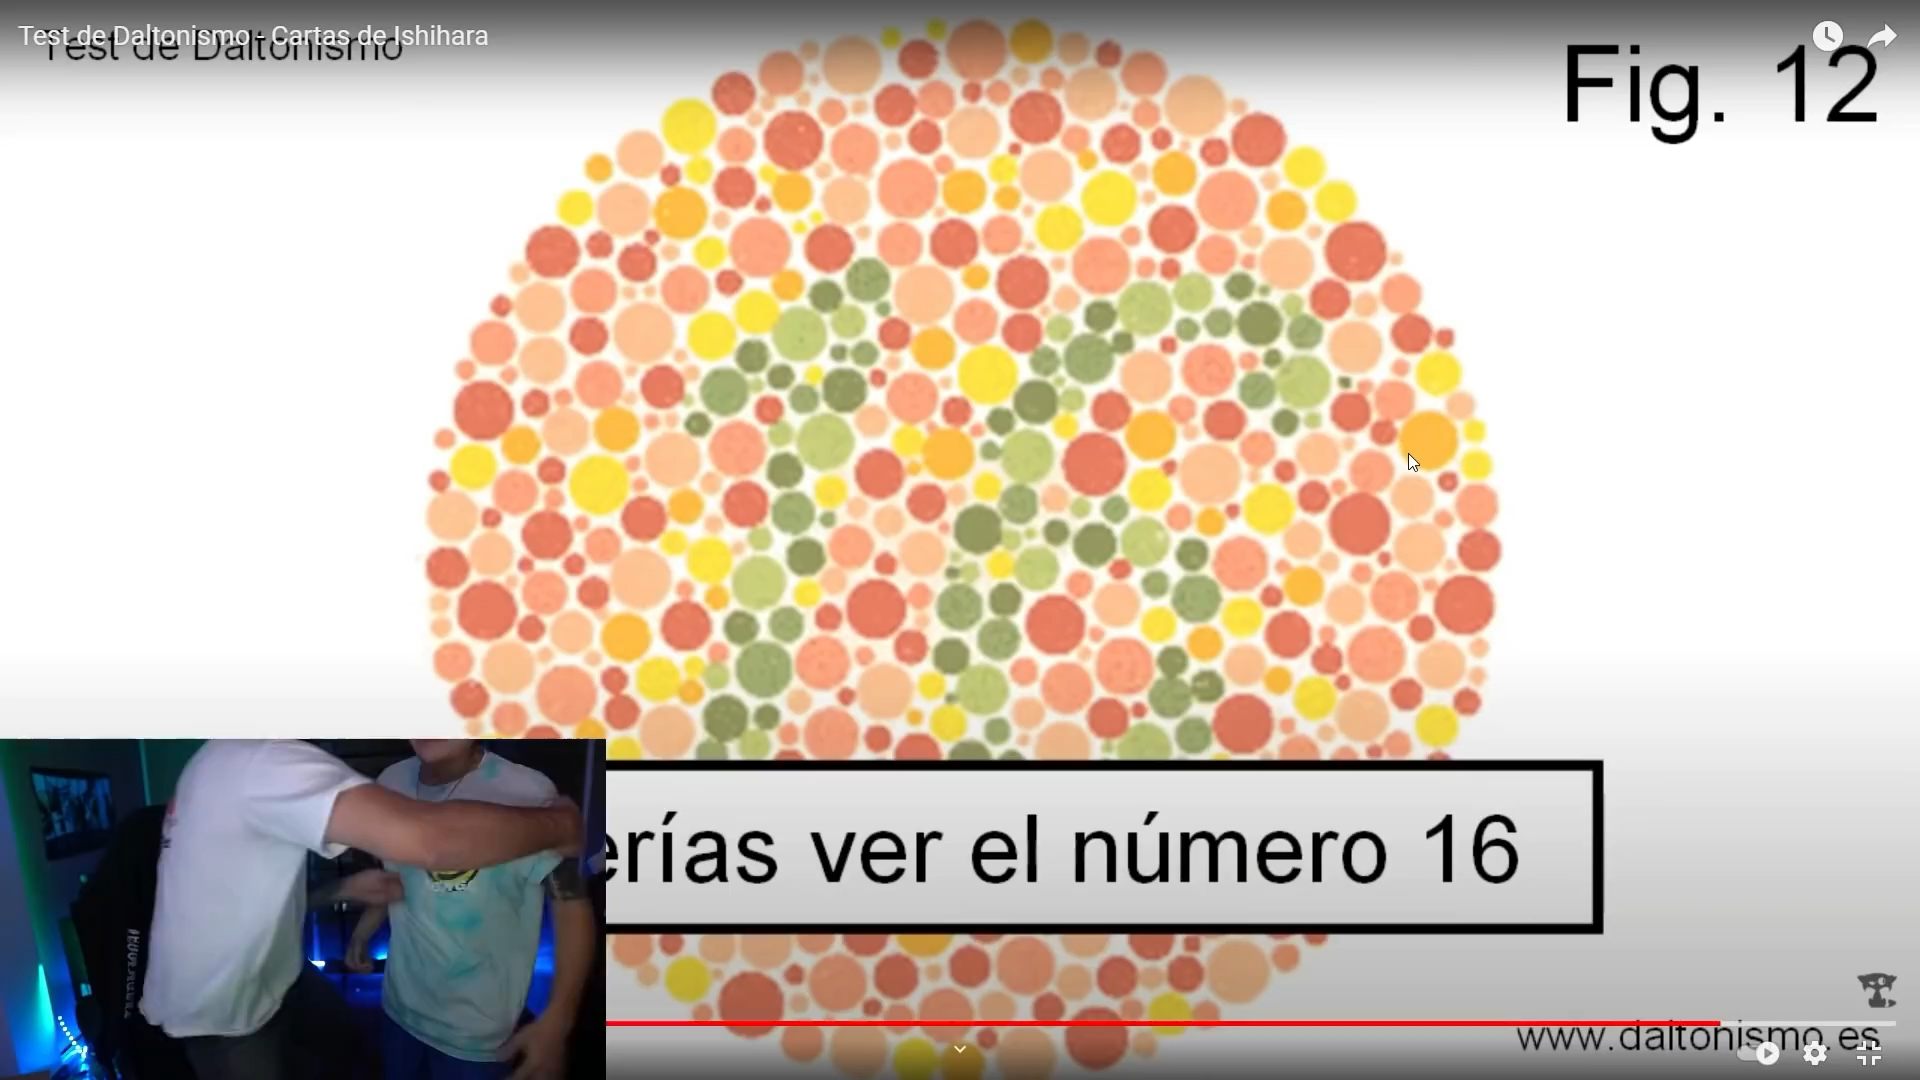 Test de Daltonismo - Cartas de Ishihara
Test de Daltonismo
Fig. 12
16
erías ver el número 16
www.daltonismo.es